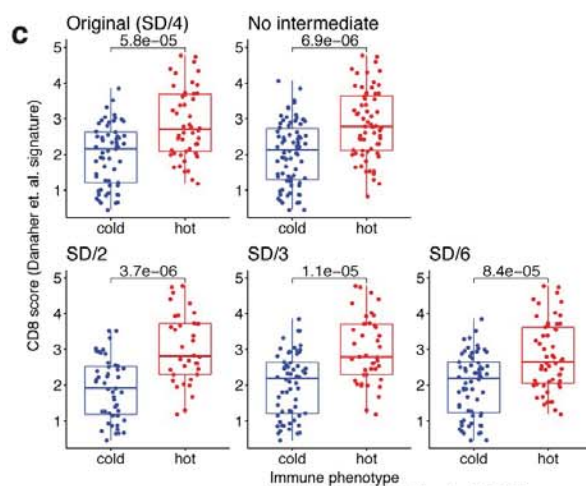 c
Original (SD/4) No intermediate
5.8e−05 6.9e−06
5 4 3 2 1
cold hot cold hot
SD/2 SD/3 SD/6
3.7e−06 1.1e−05 8.4e−05
5 4 3 2 1
cold hot cold hot cold hot
CD8 score (Danaher et. al. signature)
Immune phenotype